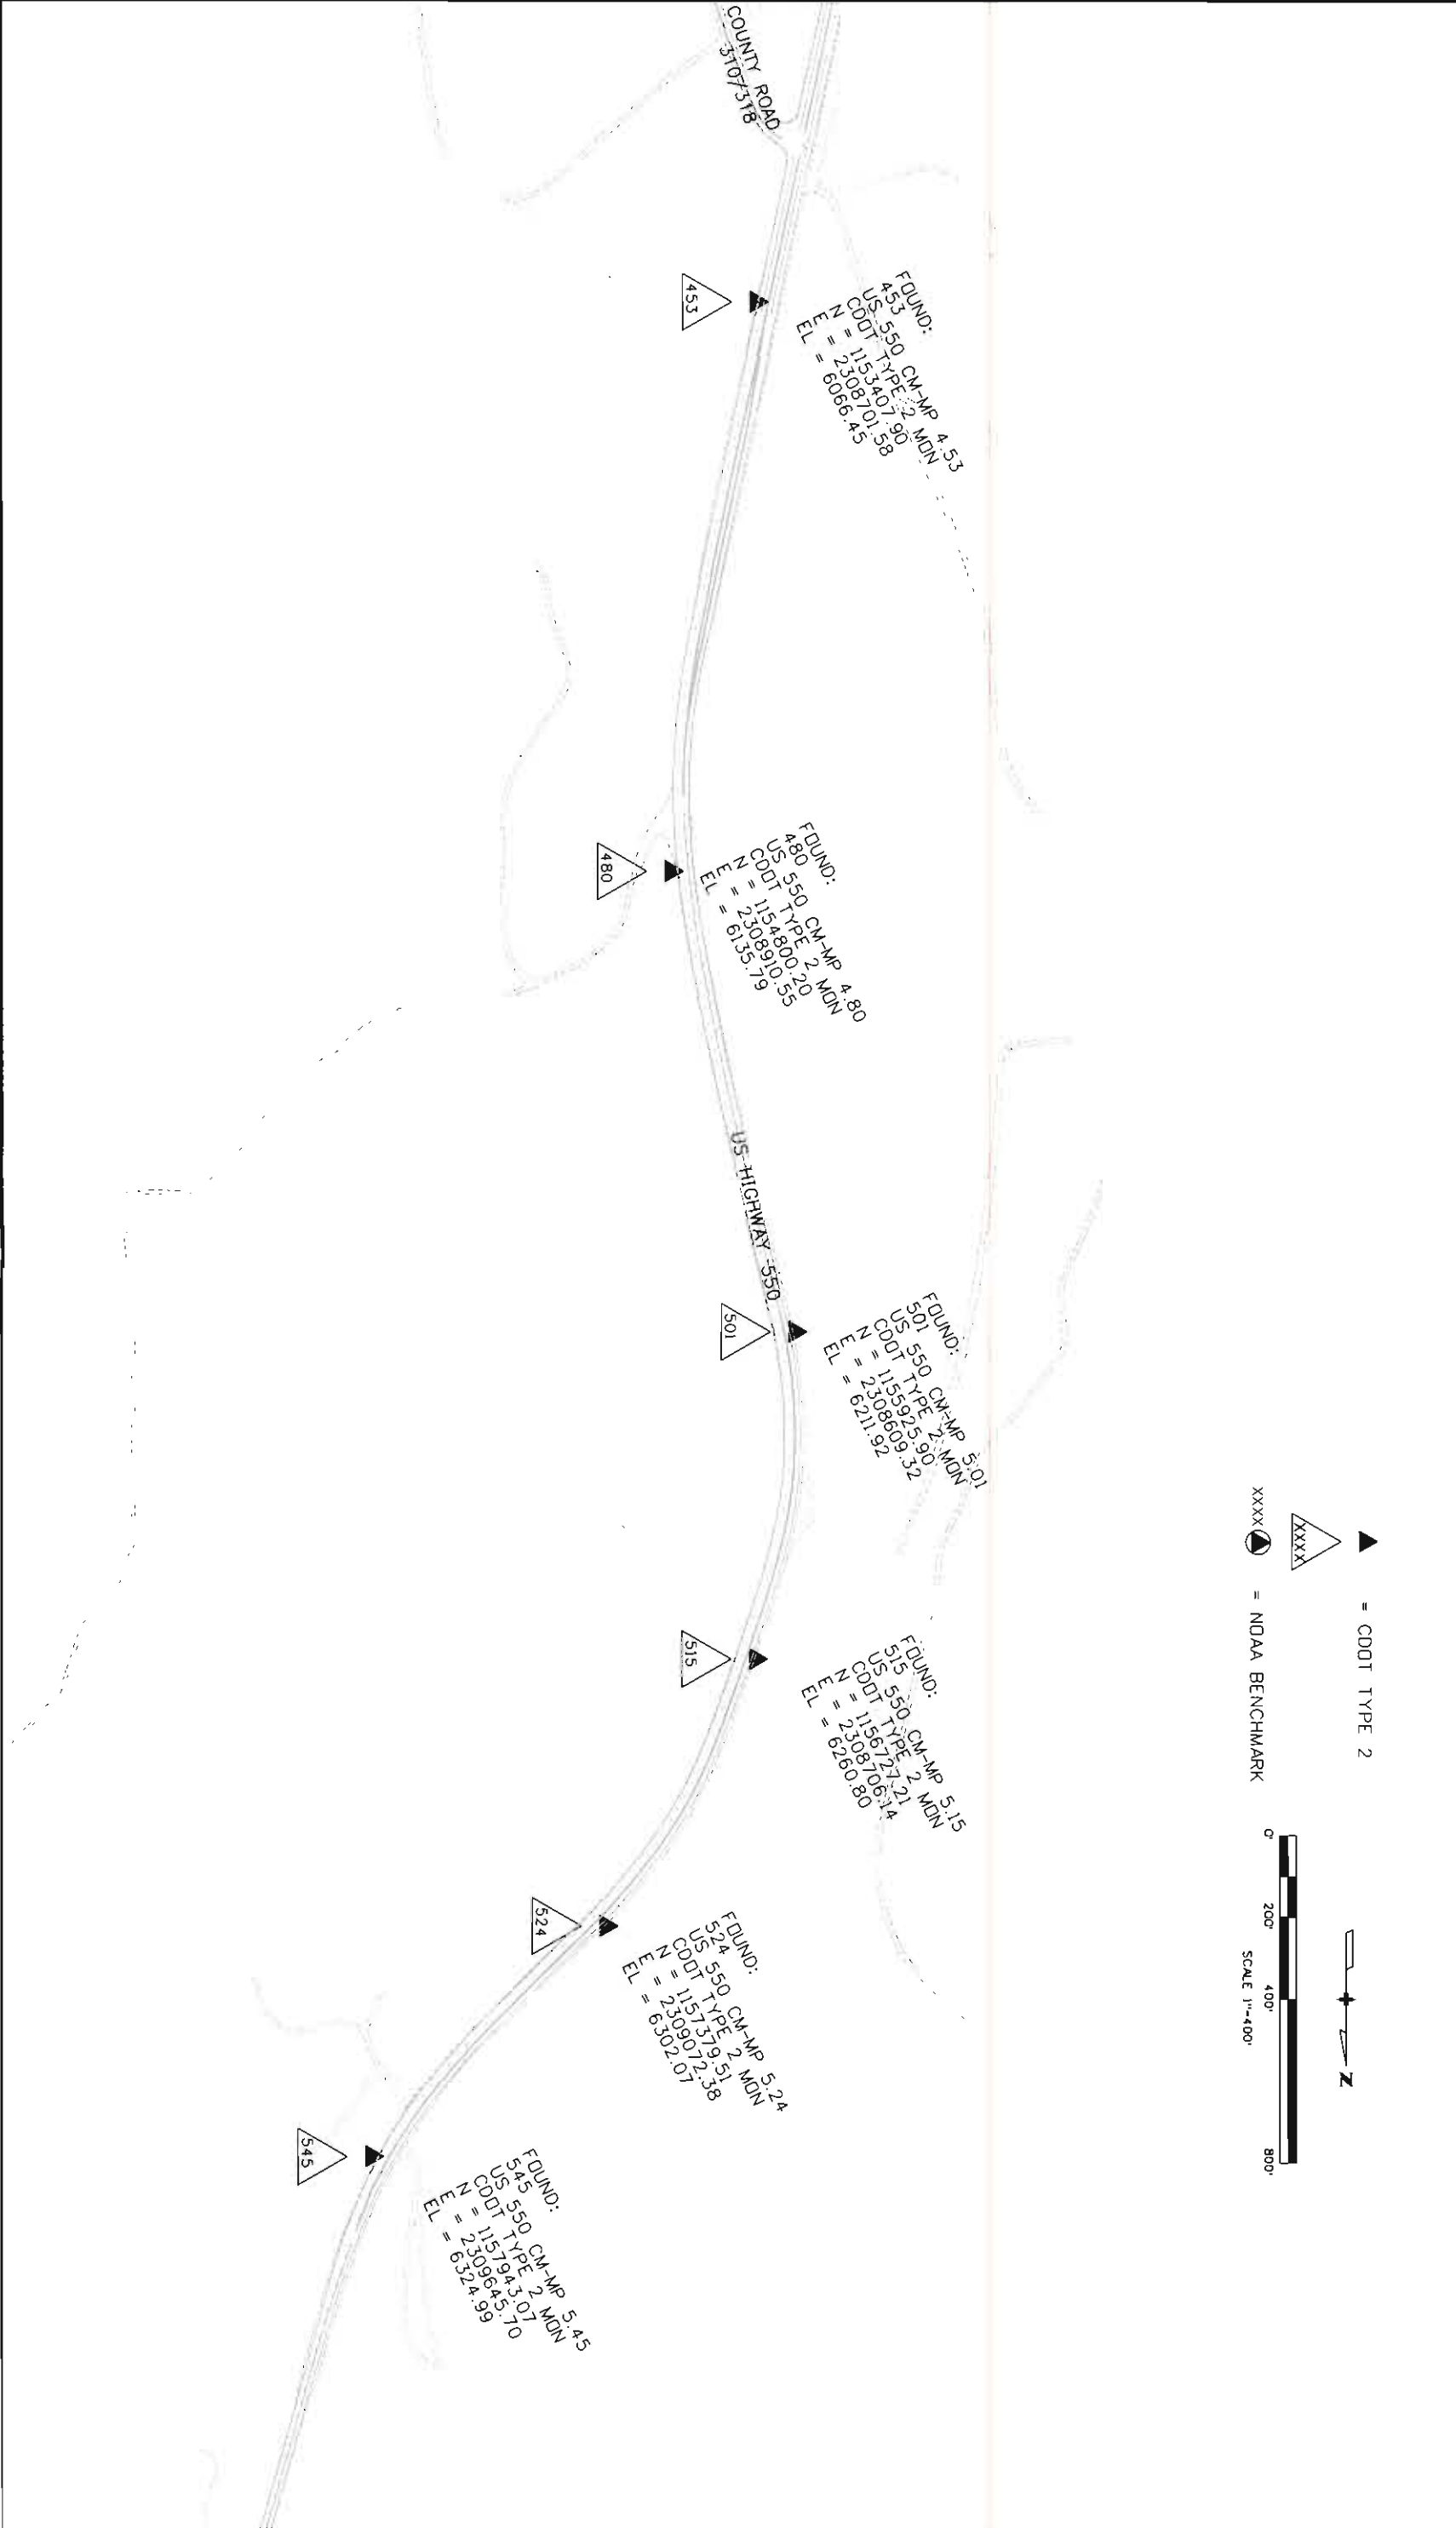 COUNTY ROAD
310/318
FOUND:
453
US 550 CM-MP 4.53
CDOT TYPE 2 MON
N = 1153407.90
E = 2308701.58
EL = 6066.45
453
FOUND:
480
US 550 CM-MP 4.80
CDOT TYPE 2 MON
N = 1154800.20
E = 2308910.55
EL = 6135.79
480
US HIGHWAY 550
FOUND:
501
US 550 CM-MP 5.01
CDOT TYPE 2 MON
N = 1155925.90
E = 2308609.32
EL = 6211.92
501
FOUND:
515
US 550 CM-MP 5.15
CDOT TYPE 2 MON
N = 1156727.21
E = 2308706.14
EL = 6260.80
515
FOUND:
524
US 550 CM-MP 5.24
CDOT TYPE 2 MON
N = 1157379.51
E = 2309072.38
EL = 6302.07
524
FOUND:
545
US 550 CM-MP 5.45
CDOT TYPE 2 MON
N = 1157943.07
E = 2309645.70
EL = 6324.99
545
= CDOT TYPE 2
XXXX
XXXX = NOAA BENCHMARK
N
0' 200' 400' 800'
SCALE 1"=400'